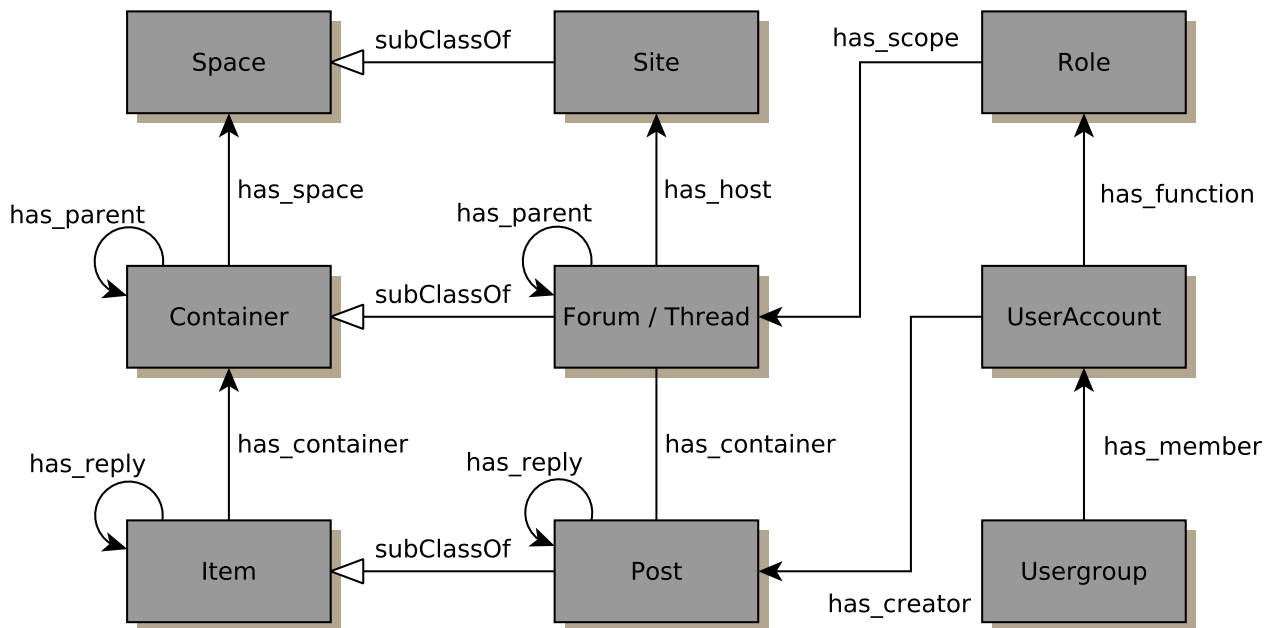 subClassOf
has_scope
Space
Site
Role
has_space
has_host
has_function
has_parent
has_parent
subClassOf
Container
Forum / Thread
UserAccount
has_container
has_container
has_member
has_reply
has_reply
subClassOf
Item
Post
Usergroup
has_creator